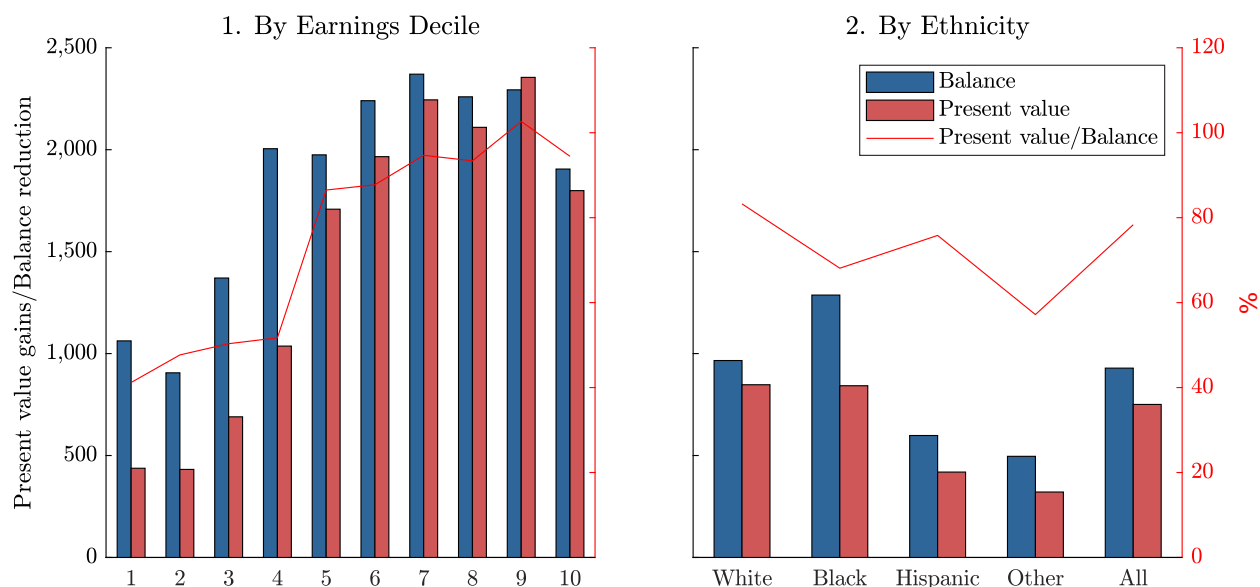 1. By Earnings Decile
2. By Ethnicity
Present value gains/Balance reduction
2,500
2,000
1,500
1,000
500
0
1 2 3 4 5 6 7 8 9 10
Balance
Present value
Present value/Balance
120
100
80
60
40
20
0
%
White Black Hispanic Other All